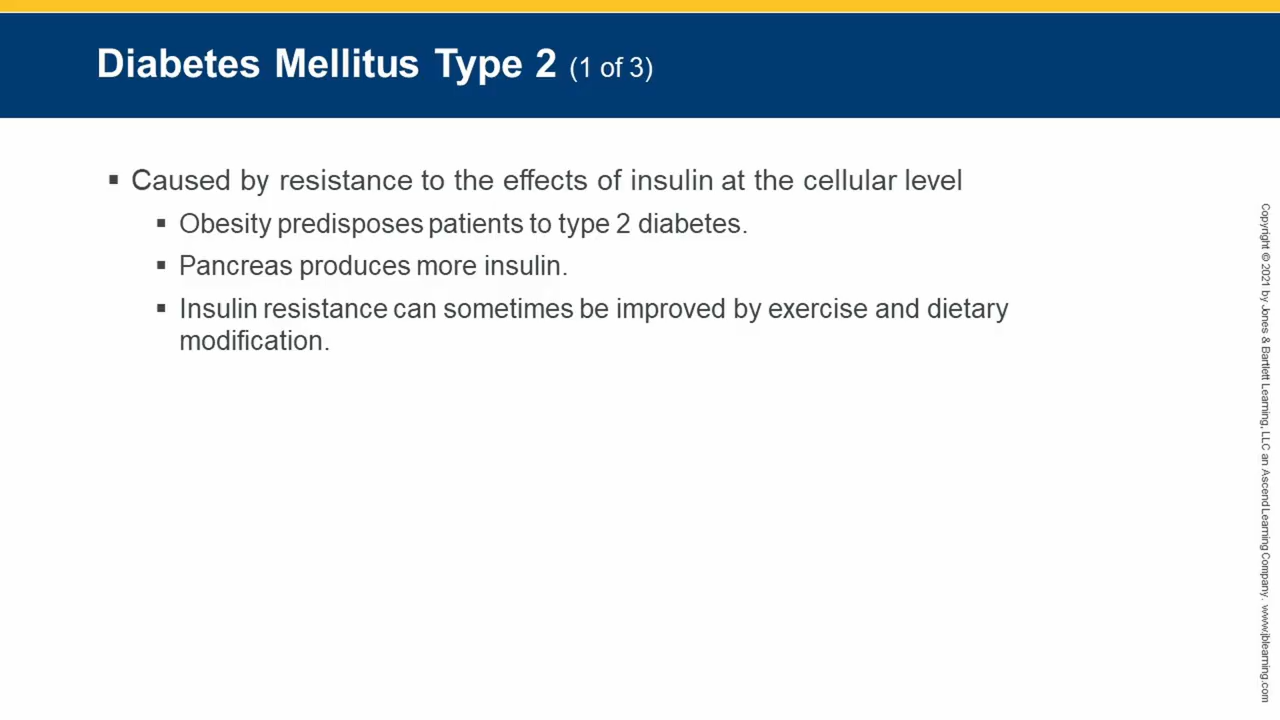 Diabetes Mellitus Type 2 (1 of 3)
▪ Caused by resistance to the effects of insulin at the cellular level
▪ Obesity predisposes patients to type 2 diabetes.
▪ Pancreas produces more insulin.
▪ Insulin resistance can sometimes be improved by exercise and dietary
modification.
Copyright © 2021 by Jones & Bartlett Learning, LLC an Ascend Learning Company. www.jblearning.com